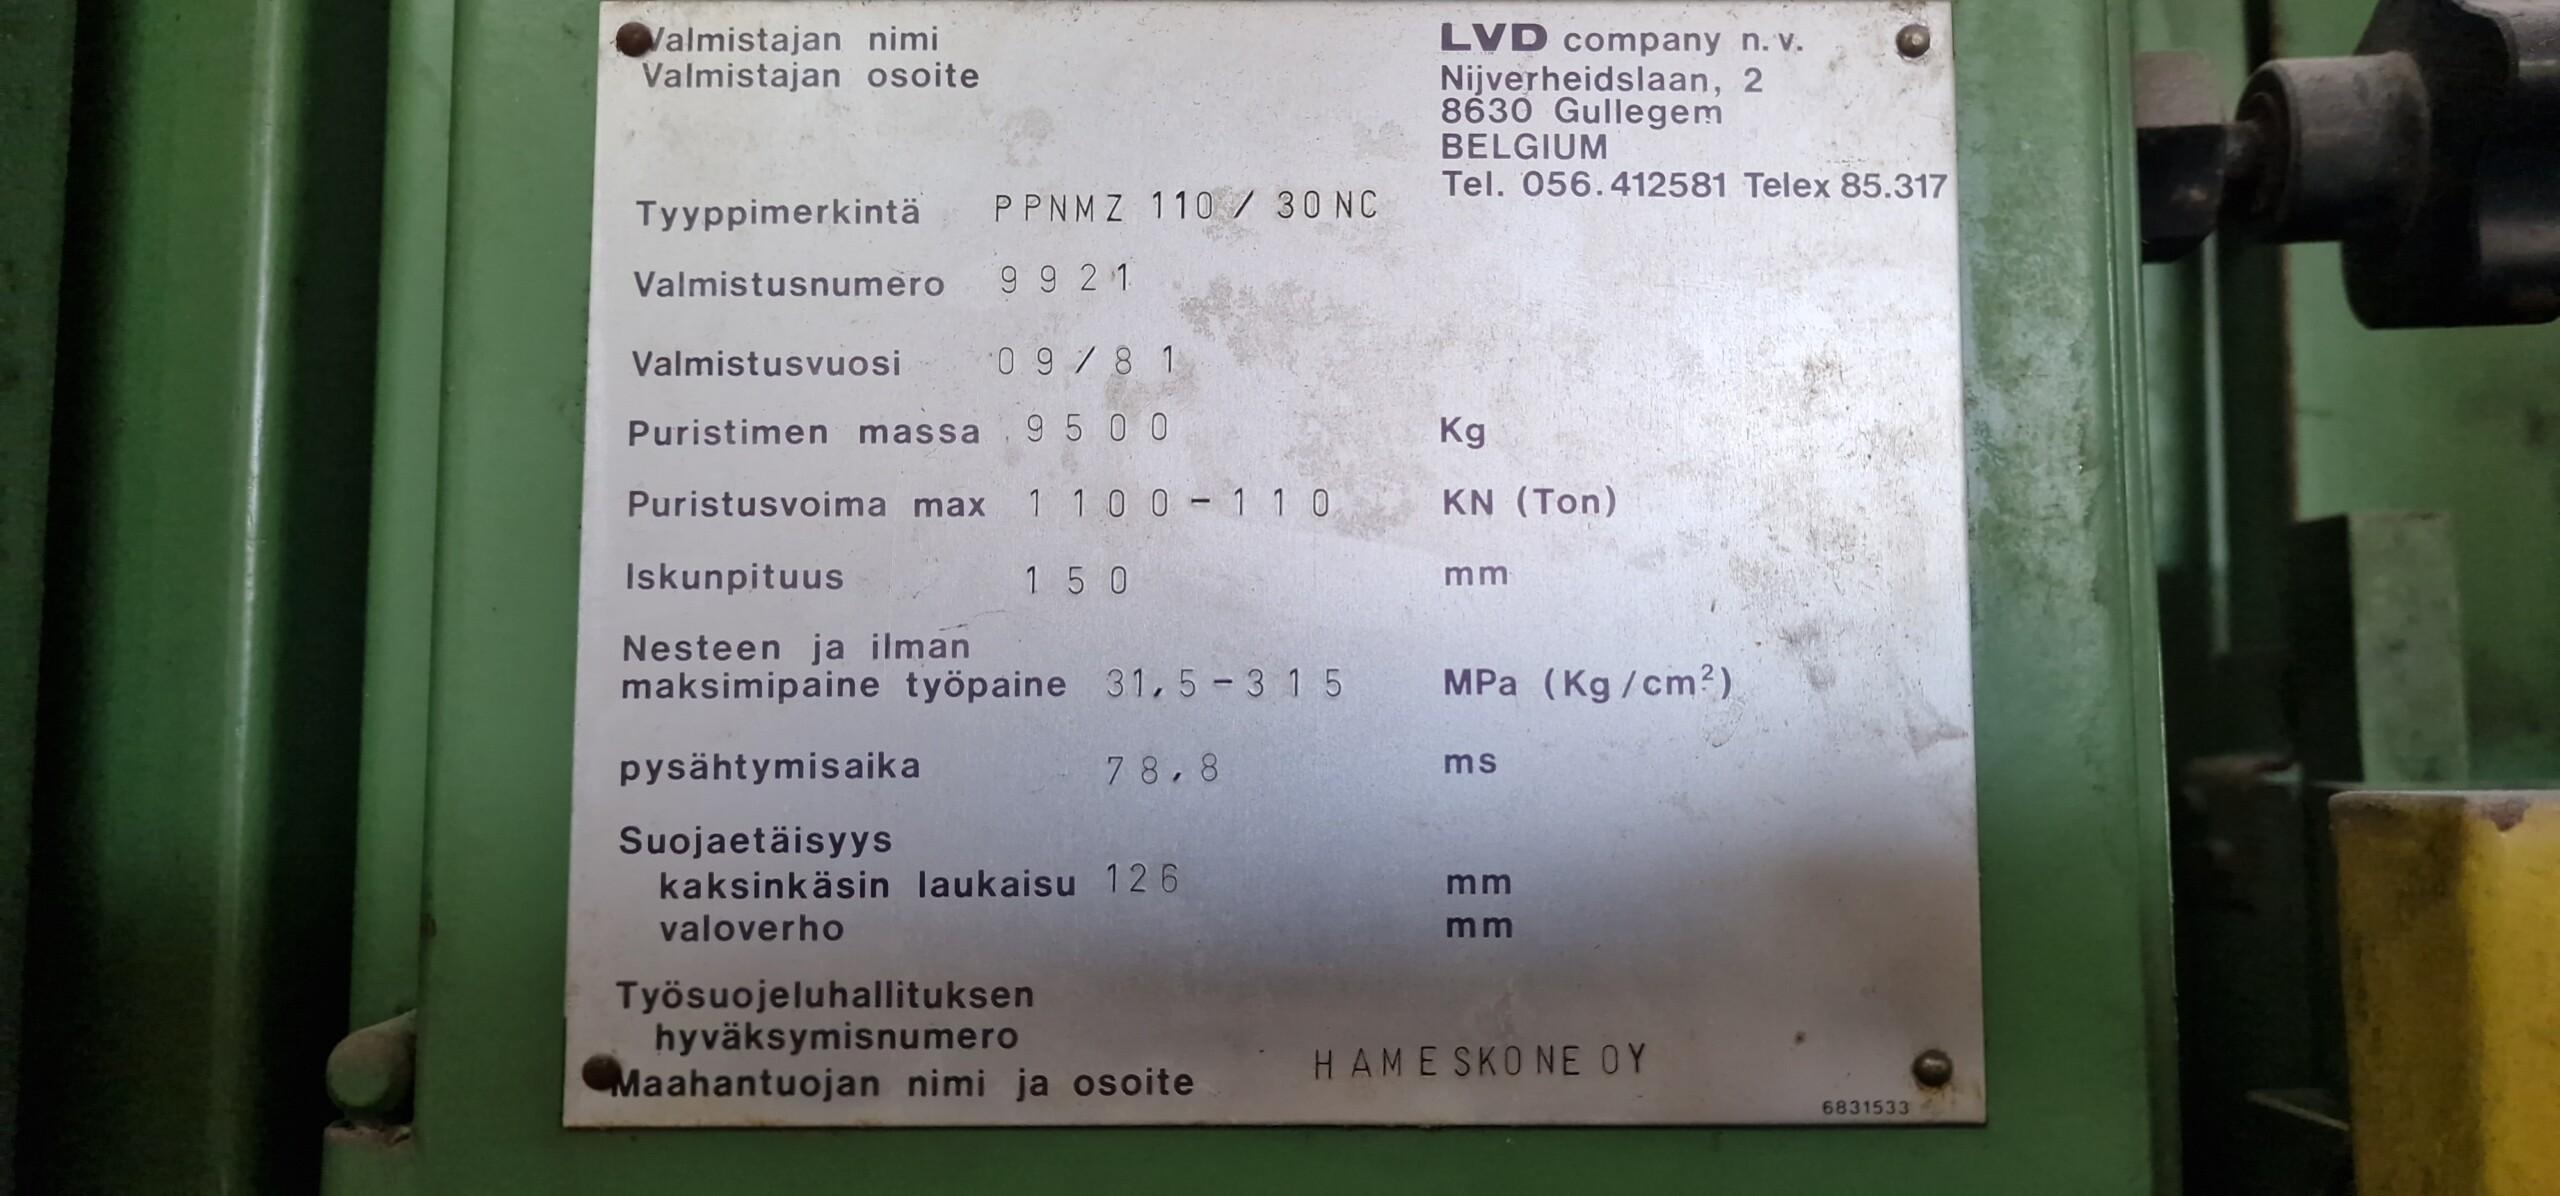 Valmistajan nimi LVD company n.v.
Valmistajan osoite Nijverheidslaan, 2
8630 Gullegem
BELGIUM
Tel. 056.412581 Telex 85.317
Tyyppimerkintä PPNMZ 110/30NC
Valmistusnumero 9921
Valmistusvuosi 09/81
Puristimen massa 9500 Kg
Puristusvoima max 1100-110 KN (Ton)
Iskunpituus 150 mm
Nesteen ja ilman
maksimipaine työpaine 31,5-315 MPa (Kg/cm²)
pysähtymisaika 78,8 ms
Suojaetäisyys
kaksinkäsin laukaisu 126 mm
valoverho mm
Työsuojeluhallituksen
hyväksymisnumero
Maahantuojan nimi ja osoite HAMESKONE OY
6831533